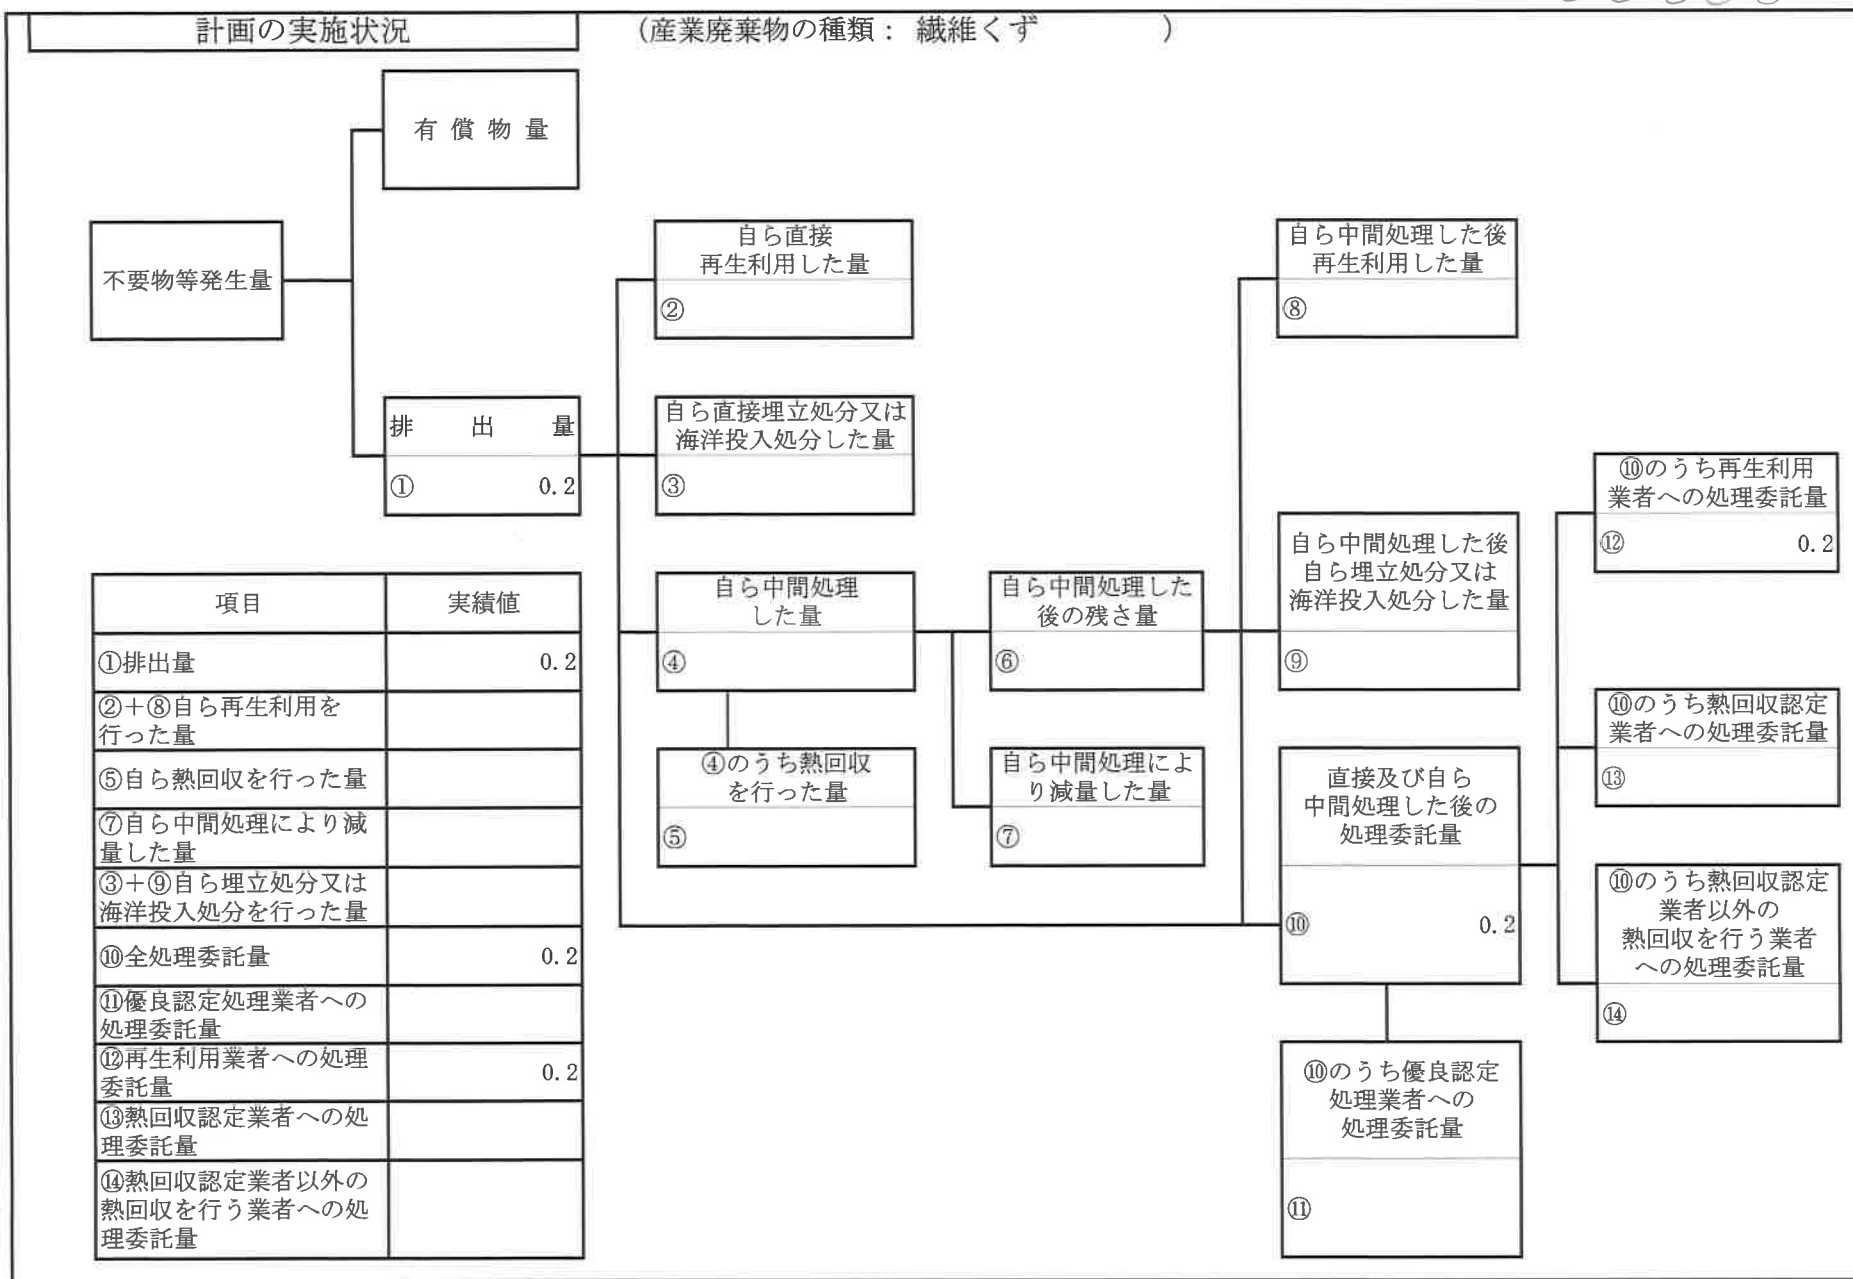 計画の実施状況
（産業廃棄物の種類： 繊維くず　　　　　）
有 償 物 量
不要物等発生量
排　出　量
① 0.2
自ら直接
再生利用した量
②
自ら直接埋立処分又は
海洋投入処分した量
③
自ら中間処理
した量
④
④のうち熱回収
を行った量
⑤
自ら中間処理した
後の残さ量
⑥
自ら中間処理によ
り減量した量
⑦
自ら中間処理した後
再生利用した量
⑧
自ら中間処理した後
自ら埋立処分又は
海洋投入処分した量
⑨
直接及び自ら
中間処理した後の
処理委託量
⑩ 0.2
⑩のうち優良認定
処理業者への
処理委託量
⑪
⑩のうち再生利用
業者への処理委託量
⑫ 0.2
⑩のうち熱回収認定
業者への処理委託量
⑬
⑩のうち熱回収認定
業者以外の
熱回収を行う業者
への処理委託量
⑭
項目 実績値
①排出量 0.2
②＋⑧自ら再生利用を
行った量
⑤自ら熱回収を行った量
⑦自ら中間処理により減
量した量
③＋⑨自ら埋立処分又は
海洋投入処分を行った量
⑩全処理委託量 0.2
⑪優良認定処理業者への
処理委託量
⑫再生利用業者への処理
委託量 0.2
⑬熱回収認定業者への処
理委託量
⑭熱回収認定業者以外の
熱回収を行う業者への処
理委託量